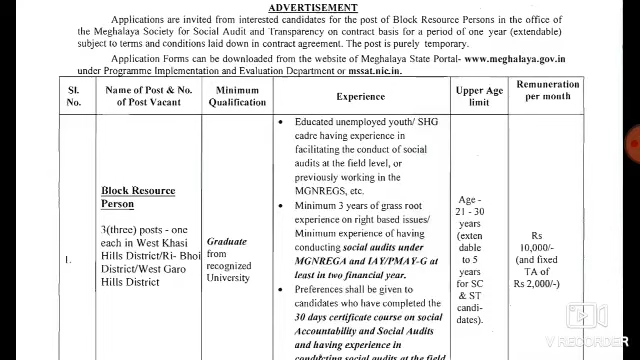 ADVERTISEMENT
Applications are invited from interested candidates for the post of Block Resource Persons in the office of
the Meghalaya Society for Social Audit and Transparency on contract basis for a period of one year (extendable)
subject to terms and conditions laid down in contract agreement. The post is purely temporary.
Application Forms can be downloaded from the website of Meghalaya State Portal- www.meghalaya.gov.in
under Programme Implementation and Evaluation Department or mssat.nic.in.
Sl. No.
Name of Post & No. of Post Vacant
Minimum Qualification
Experience
Upper Age limit
Remuneration per month
1.
Block Resource
Person
3(three) posts - one
each in West Khasi
Hills District/Ri- Bhoi
District/West Garo
Hills District
Graduate
from
recognized
University
• Educated unemployed youth/ SHG
cadre having experience in
facilitating the conduct of social
audits at the field level, or
previously working in the
MGNREGS, etc.
• Minimum 3 years of grass root
experience on right based issues/
Minimum experience of having
conducting social audits under
MGNREGA and IAY/PMAY-G at
least in two financial year.
• Preferences shall be given to
candidates who have completed the
30 days certificate course on social
Accountability and Social Audits
and having experience in
conducting social audits at the field
Age -
21 - 30
years
(exten
dable
to 5
years
for SC
& ST
candi-
dates).
Rs
10,000/-
(and fixed
TA of
Rs 2,000/-)
VRECORDER